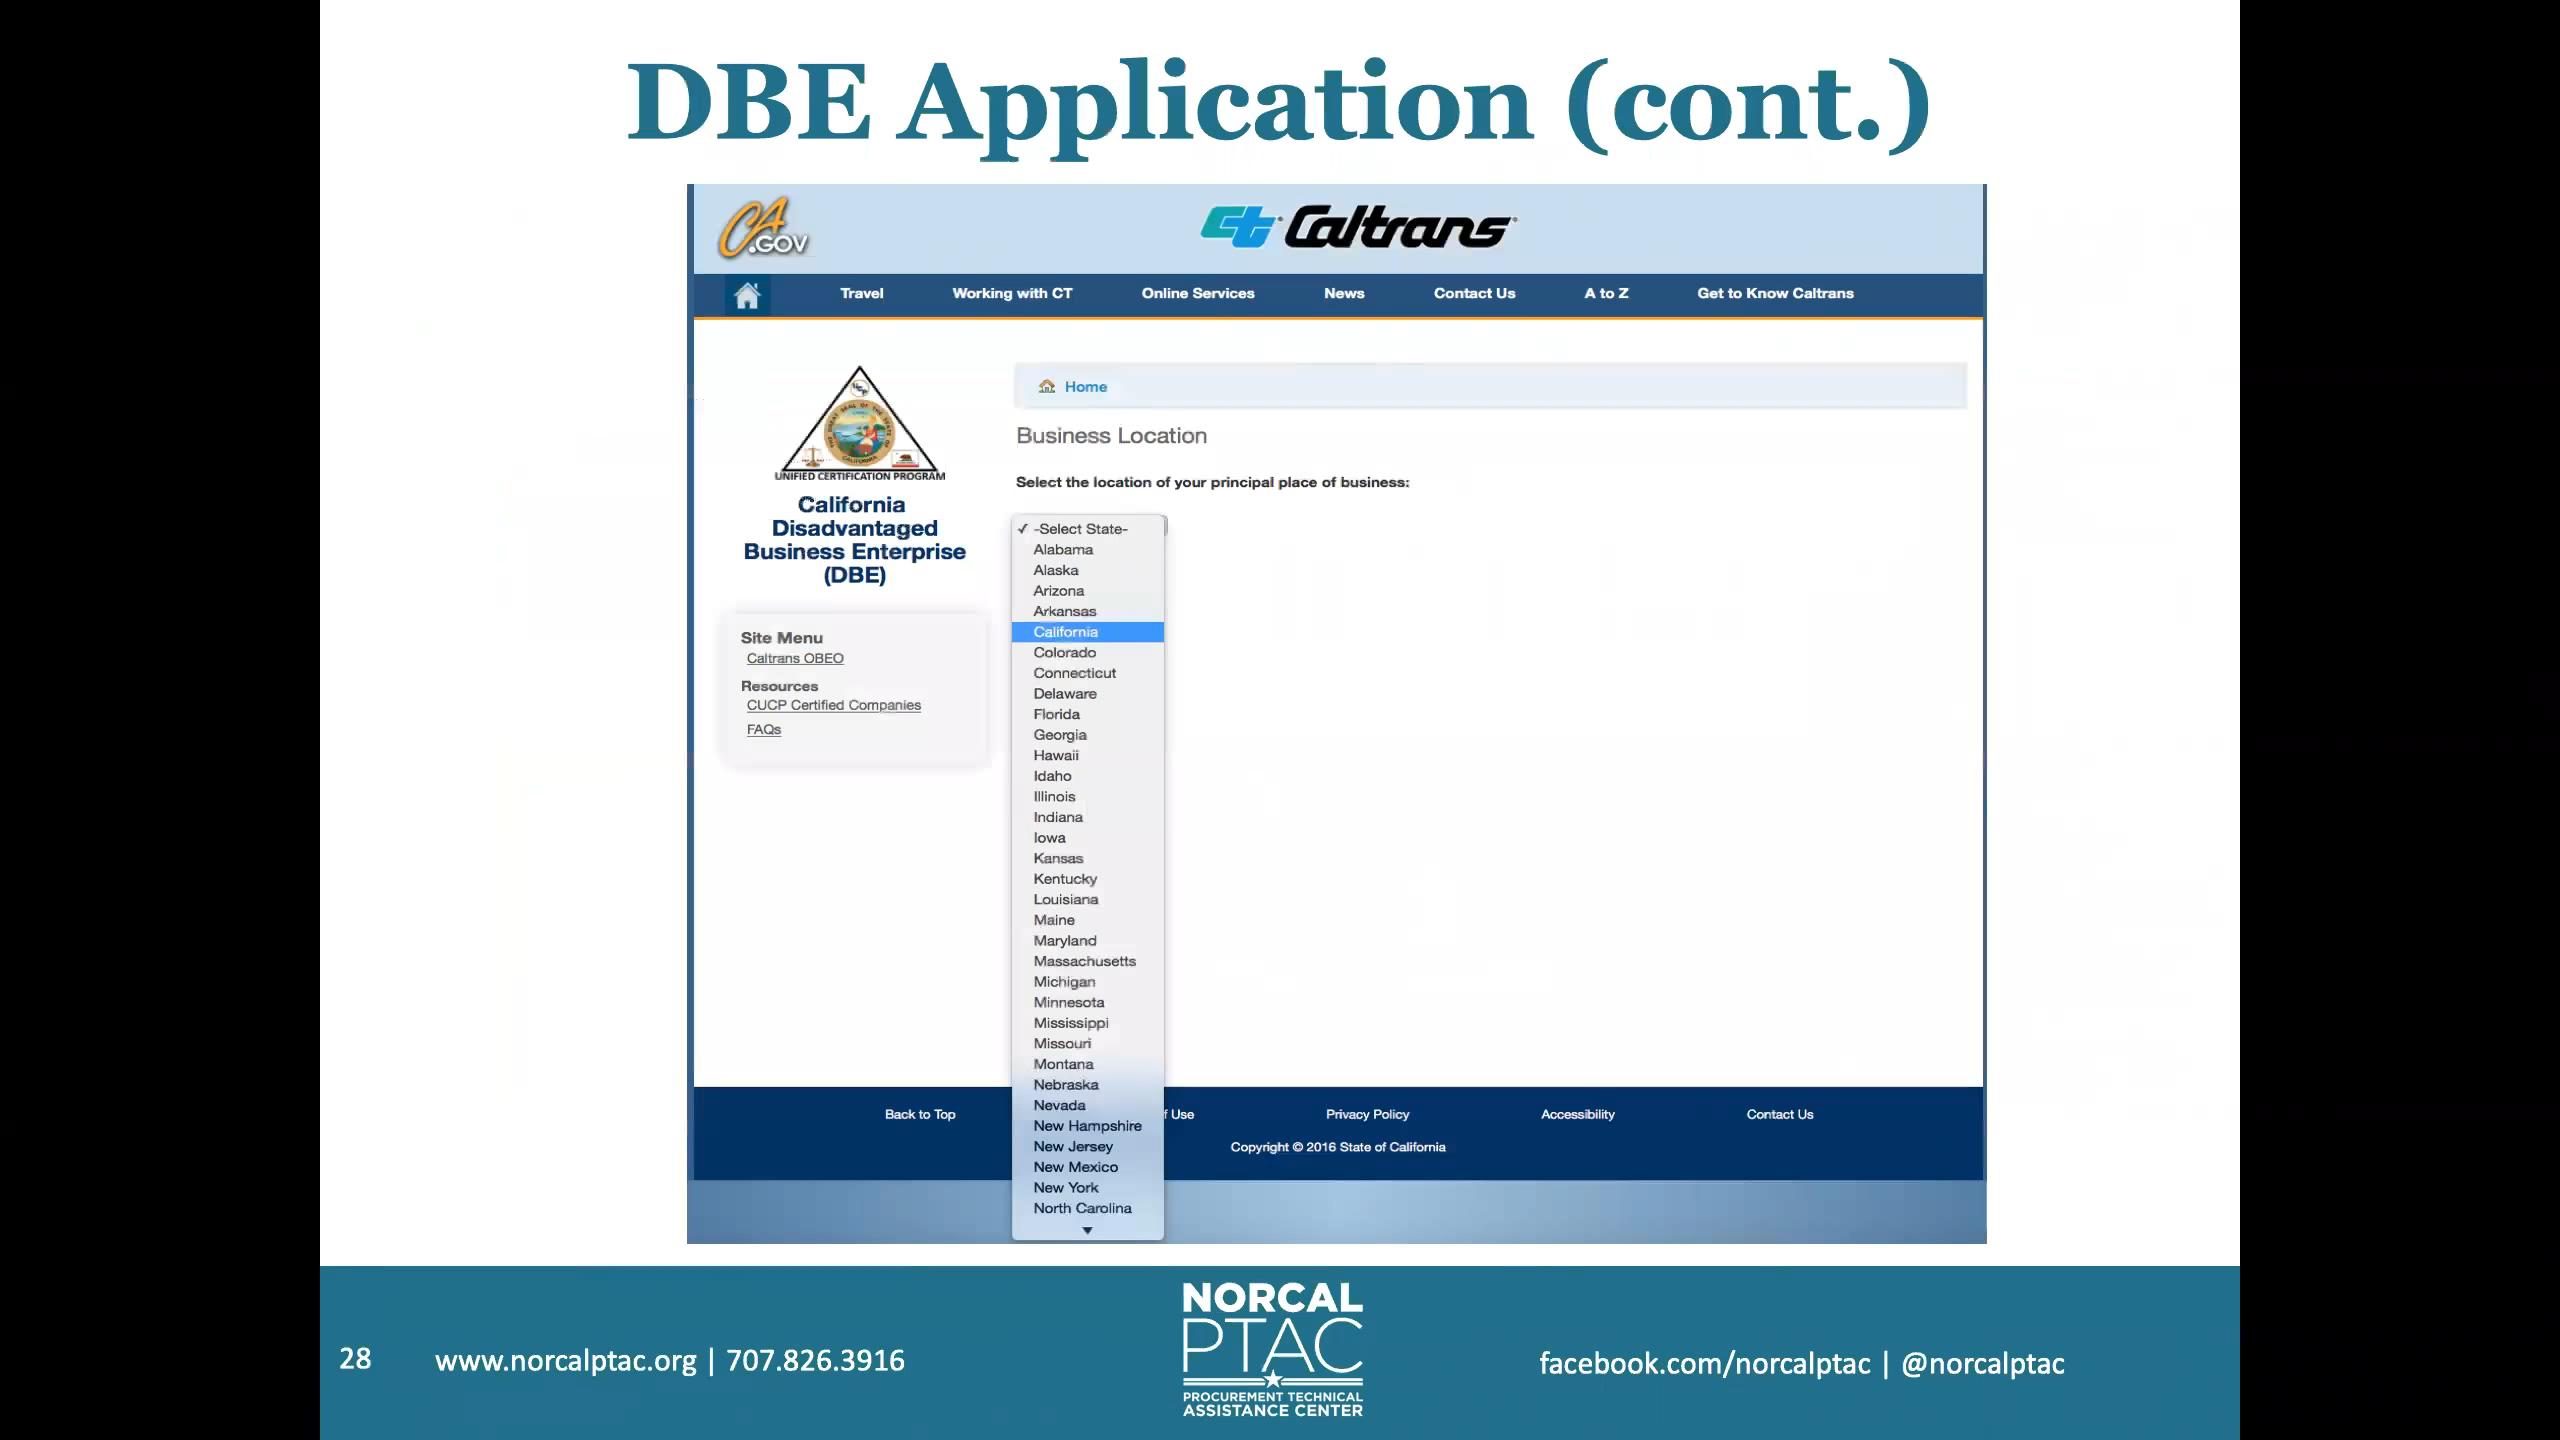 DBE Application (cont.)
CA
.GOV
Ct Caltrans
Travel Working with CT Online Services News Contact Us A to Z Get to Know Caltrans
UNIFIED CERTIFICATION PROGRAM
California
Disadvantaged
Business Enterprise
(DBE)
Site Menu
Caltrans OBEO
Resources
CUCP Certified Companies
FAQs
Home
Business Location
Select the location of your principal place of business:
✓ -Select State-
Alabama
Alaska
Arizona
Arkansas
California
Colorado
Connecticut
Delaware
Florida
Georgia
Hawaii
Idaho
Illinois
Indiana
Iowa
Kansas
Kentucky
Louisiana
Maine
Maryland
Massachusetts
Michigan
Minnesota
Mississippi
Missouri
Montana
Nebraska
Nevada
New Hampshire
New Jersey
New Mexico
New York
North Carolina
Back to Top f Use Privacy Policy Accessibility Contact Us
Copyright © 2016 State of California
28
www.norcalptac.org | 707.826.3916
NORCAL
PTAC
PROCUREMENT TECHNICAL
ASSISTANCE CENTER
facebook.com/norcalptac | @norcalptac